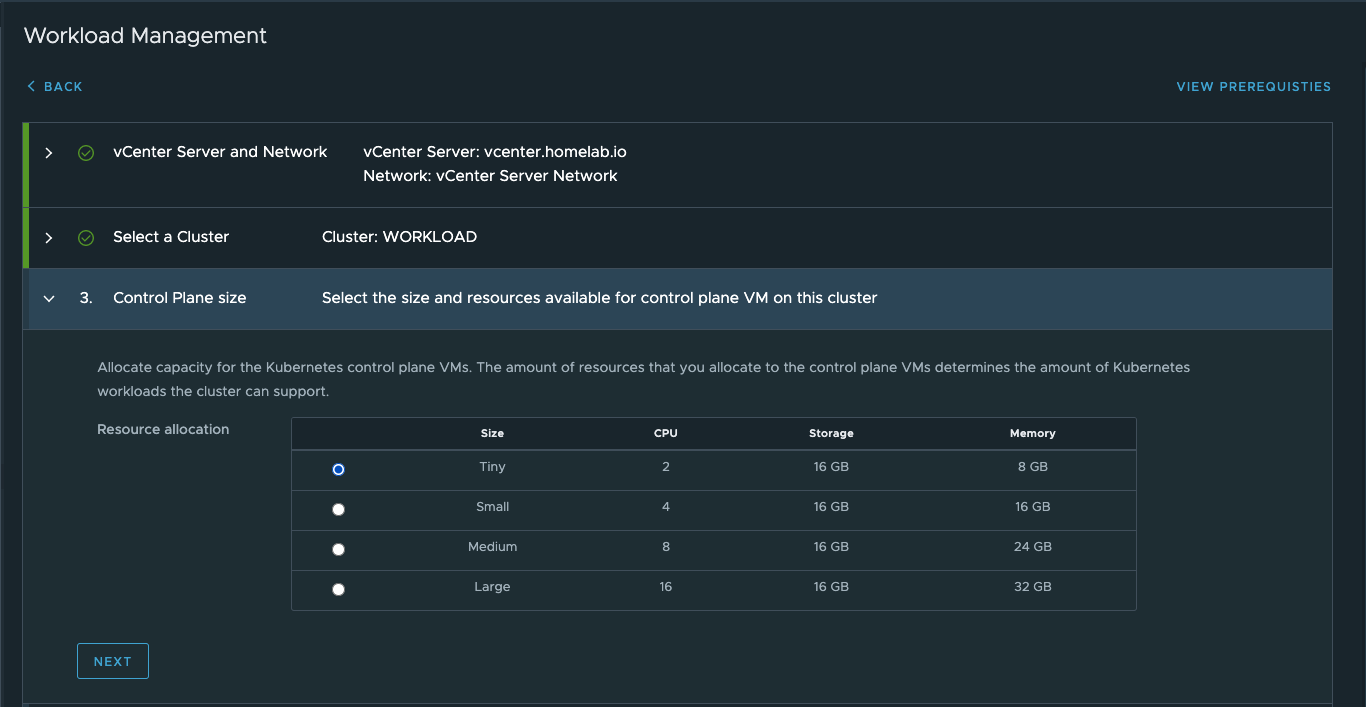 Workload Management
BACK
VIEW PREREQUISTIES
vCenter Server and Network
vCenter Server: vcenter.homelab.io
Network: vCenter Server Network
Select a Cluster
Cluster: WORKLOAD
3. Control Plane size
Select the size and resources available for control plane VM on this cluster
Allocate capacity for the Kubernetes control plane VMs. The amount of resources that you allocate to the control plane VMs determines the amount of Kubernetes
workloads the cluster can support.
Resource allocation
Size CPU Storage Memory
Tiny 2 16 GB 8 GB
Small 4 16 GB 16 GB
Medium 8 16 GB 24 GB
Large 16 16 GB 32 GB
NEXT